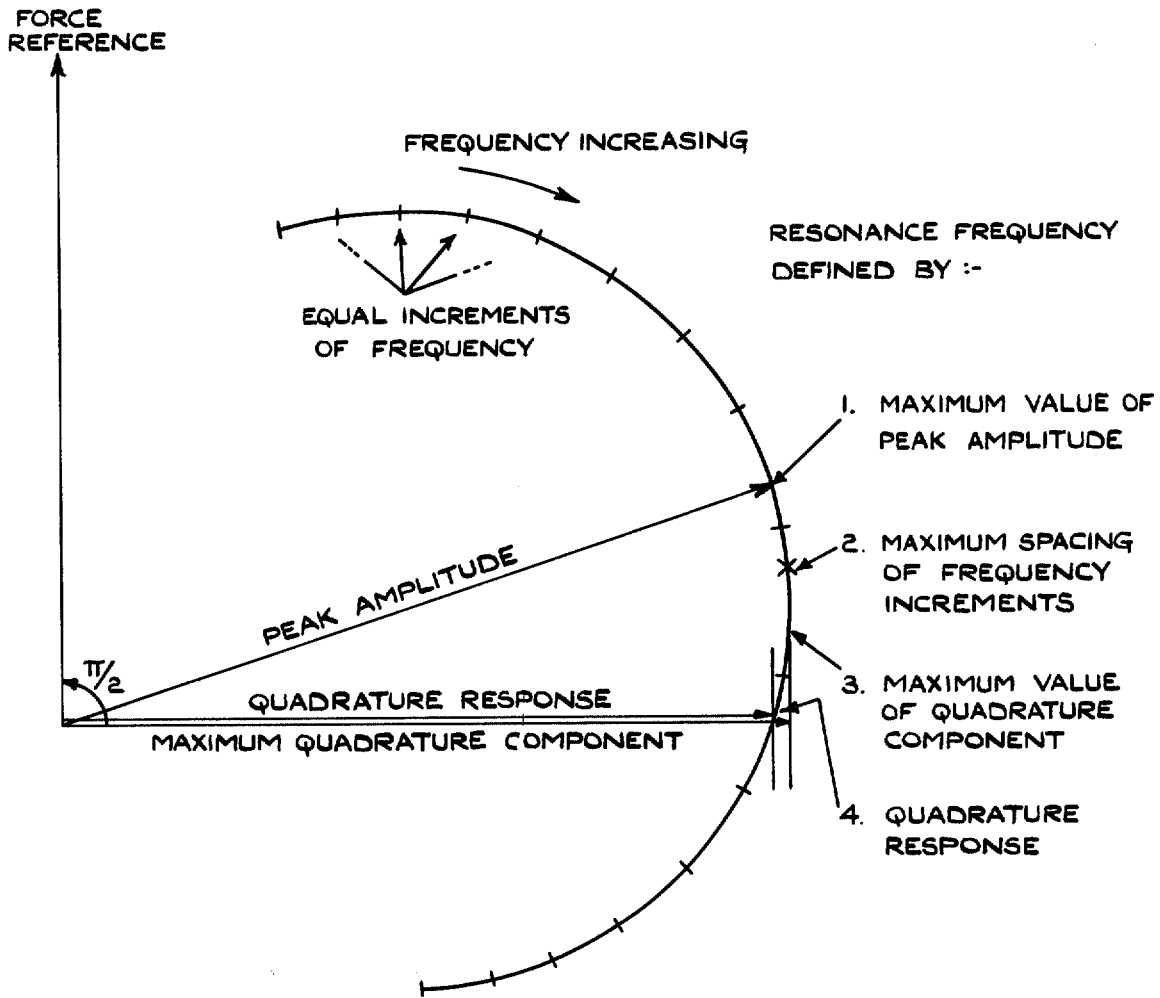 FORCE
REFERENCE
FREQUENCY INCREASING
RESONANCE FREQUENCY
DEFINED BY :-
EQUAL INCREMENTS
OF FREQUENCY
1. MAXIMUM VALUE OF
PEAK AMPLITUDE
2. MAXIMUM SPACING
OF FREQUENCY
INCREMENTS
PEAK AMPLITUDE
π/2
QUADRATURE RESPONSE
MAXIMUM QUADRATURE COMPONENT
3. MAXIMUM VALUE
OF QUADRATURE
COMPONENT
4. QUADRATURE
RESPONSE